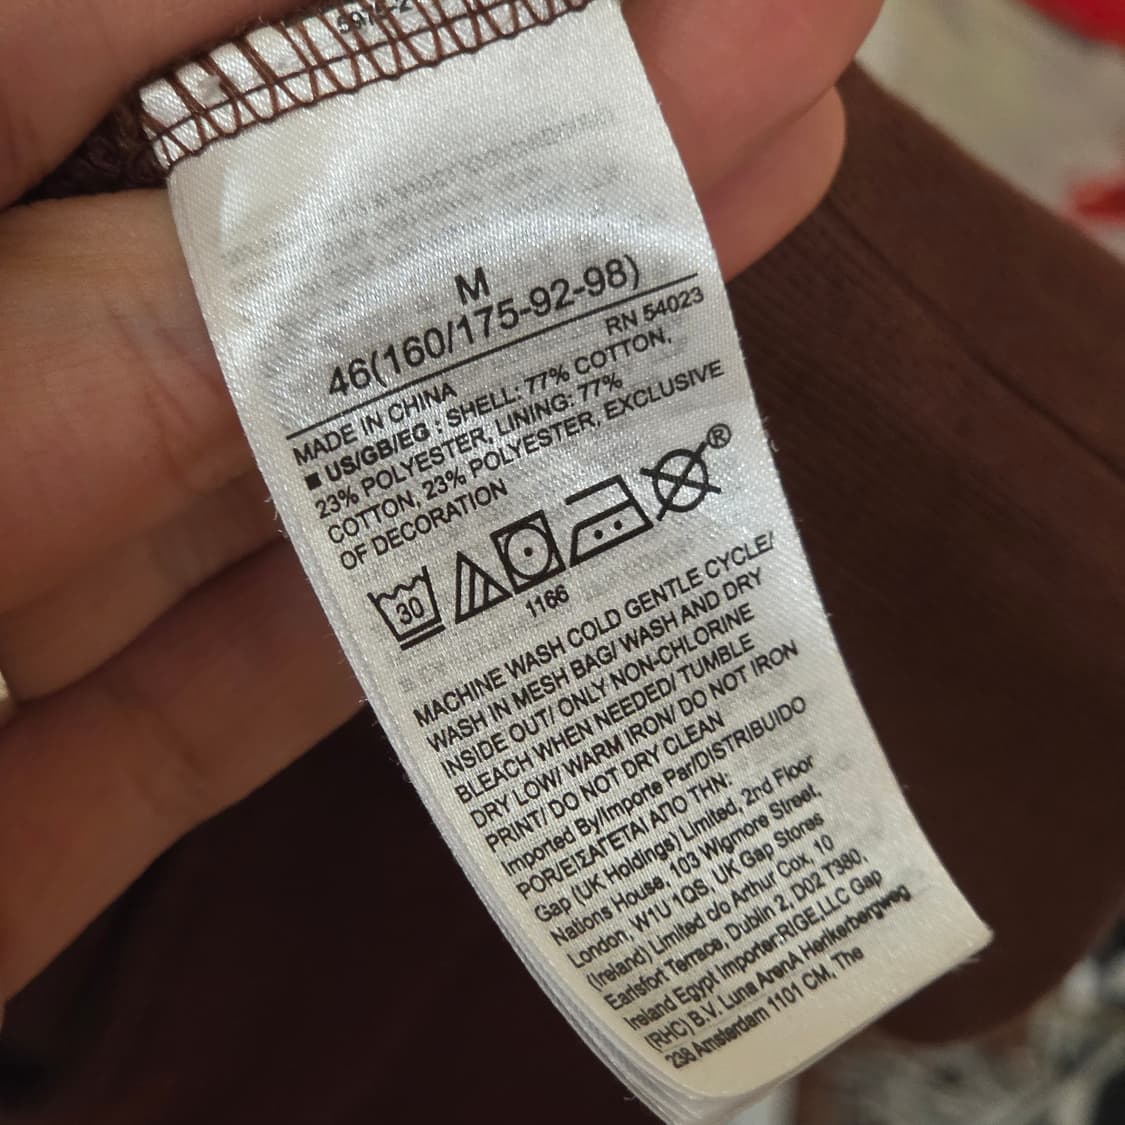 M
46(160/175-92-98)
RN 54023
MADE IN CHINA
■ US/GB/EG : SHELL: 77% COTTON,
23% POLYESTER, LINING: 77%
COTTON, 23% POLYESTER, EXCLUSIVE
OF DECORATION
30
®
1166
MACHINE WASH COLD GENTLE CYCLE/
WASH IN MESH BAG/ WASH AND DRY
INSIDE OUT/ ONLY NON-CHLORINE
BLEACH WHEN NEEDED/ TUMBLE
DRY LOW/ WARM IRON/ DO NOT IRON
PRINT/ DO NOT DRY CLEAN
Imported By/Importe Par/DISTRIBUIDO
POR/ΕΙΣΑΓΕΤΑΙ ΑΠΟ ΤΗΝ:
Gap (UK Holdings) Limited, 2nd Floor
Nations House, 103 Wigmore Street,
London, W1U 1QS. UK Gap Stores
(Ireland) Limited c/o Arthur Cox, 10
Earlsfort Terrace, Dublin 2, D02 T380,
Ireland Egypt Importer:RIGE,LLC Gap
(RHC) B.V. Luna ArenA Herikerbergweg
238 Amsterdam 1101 CM, The